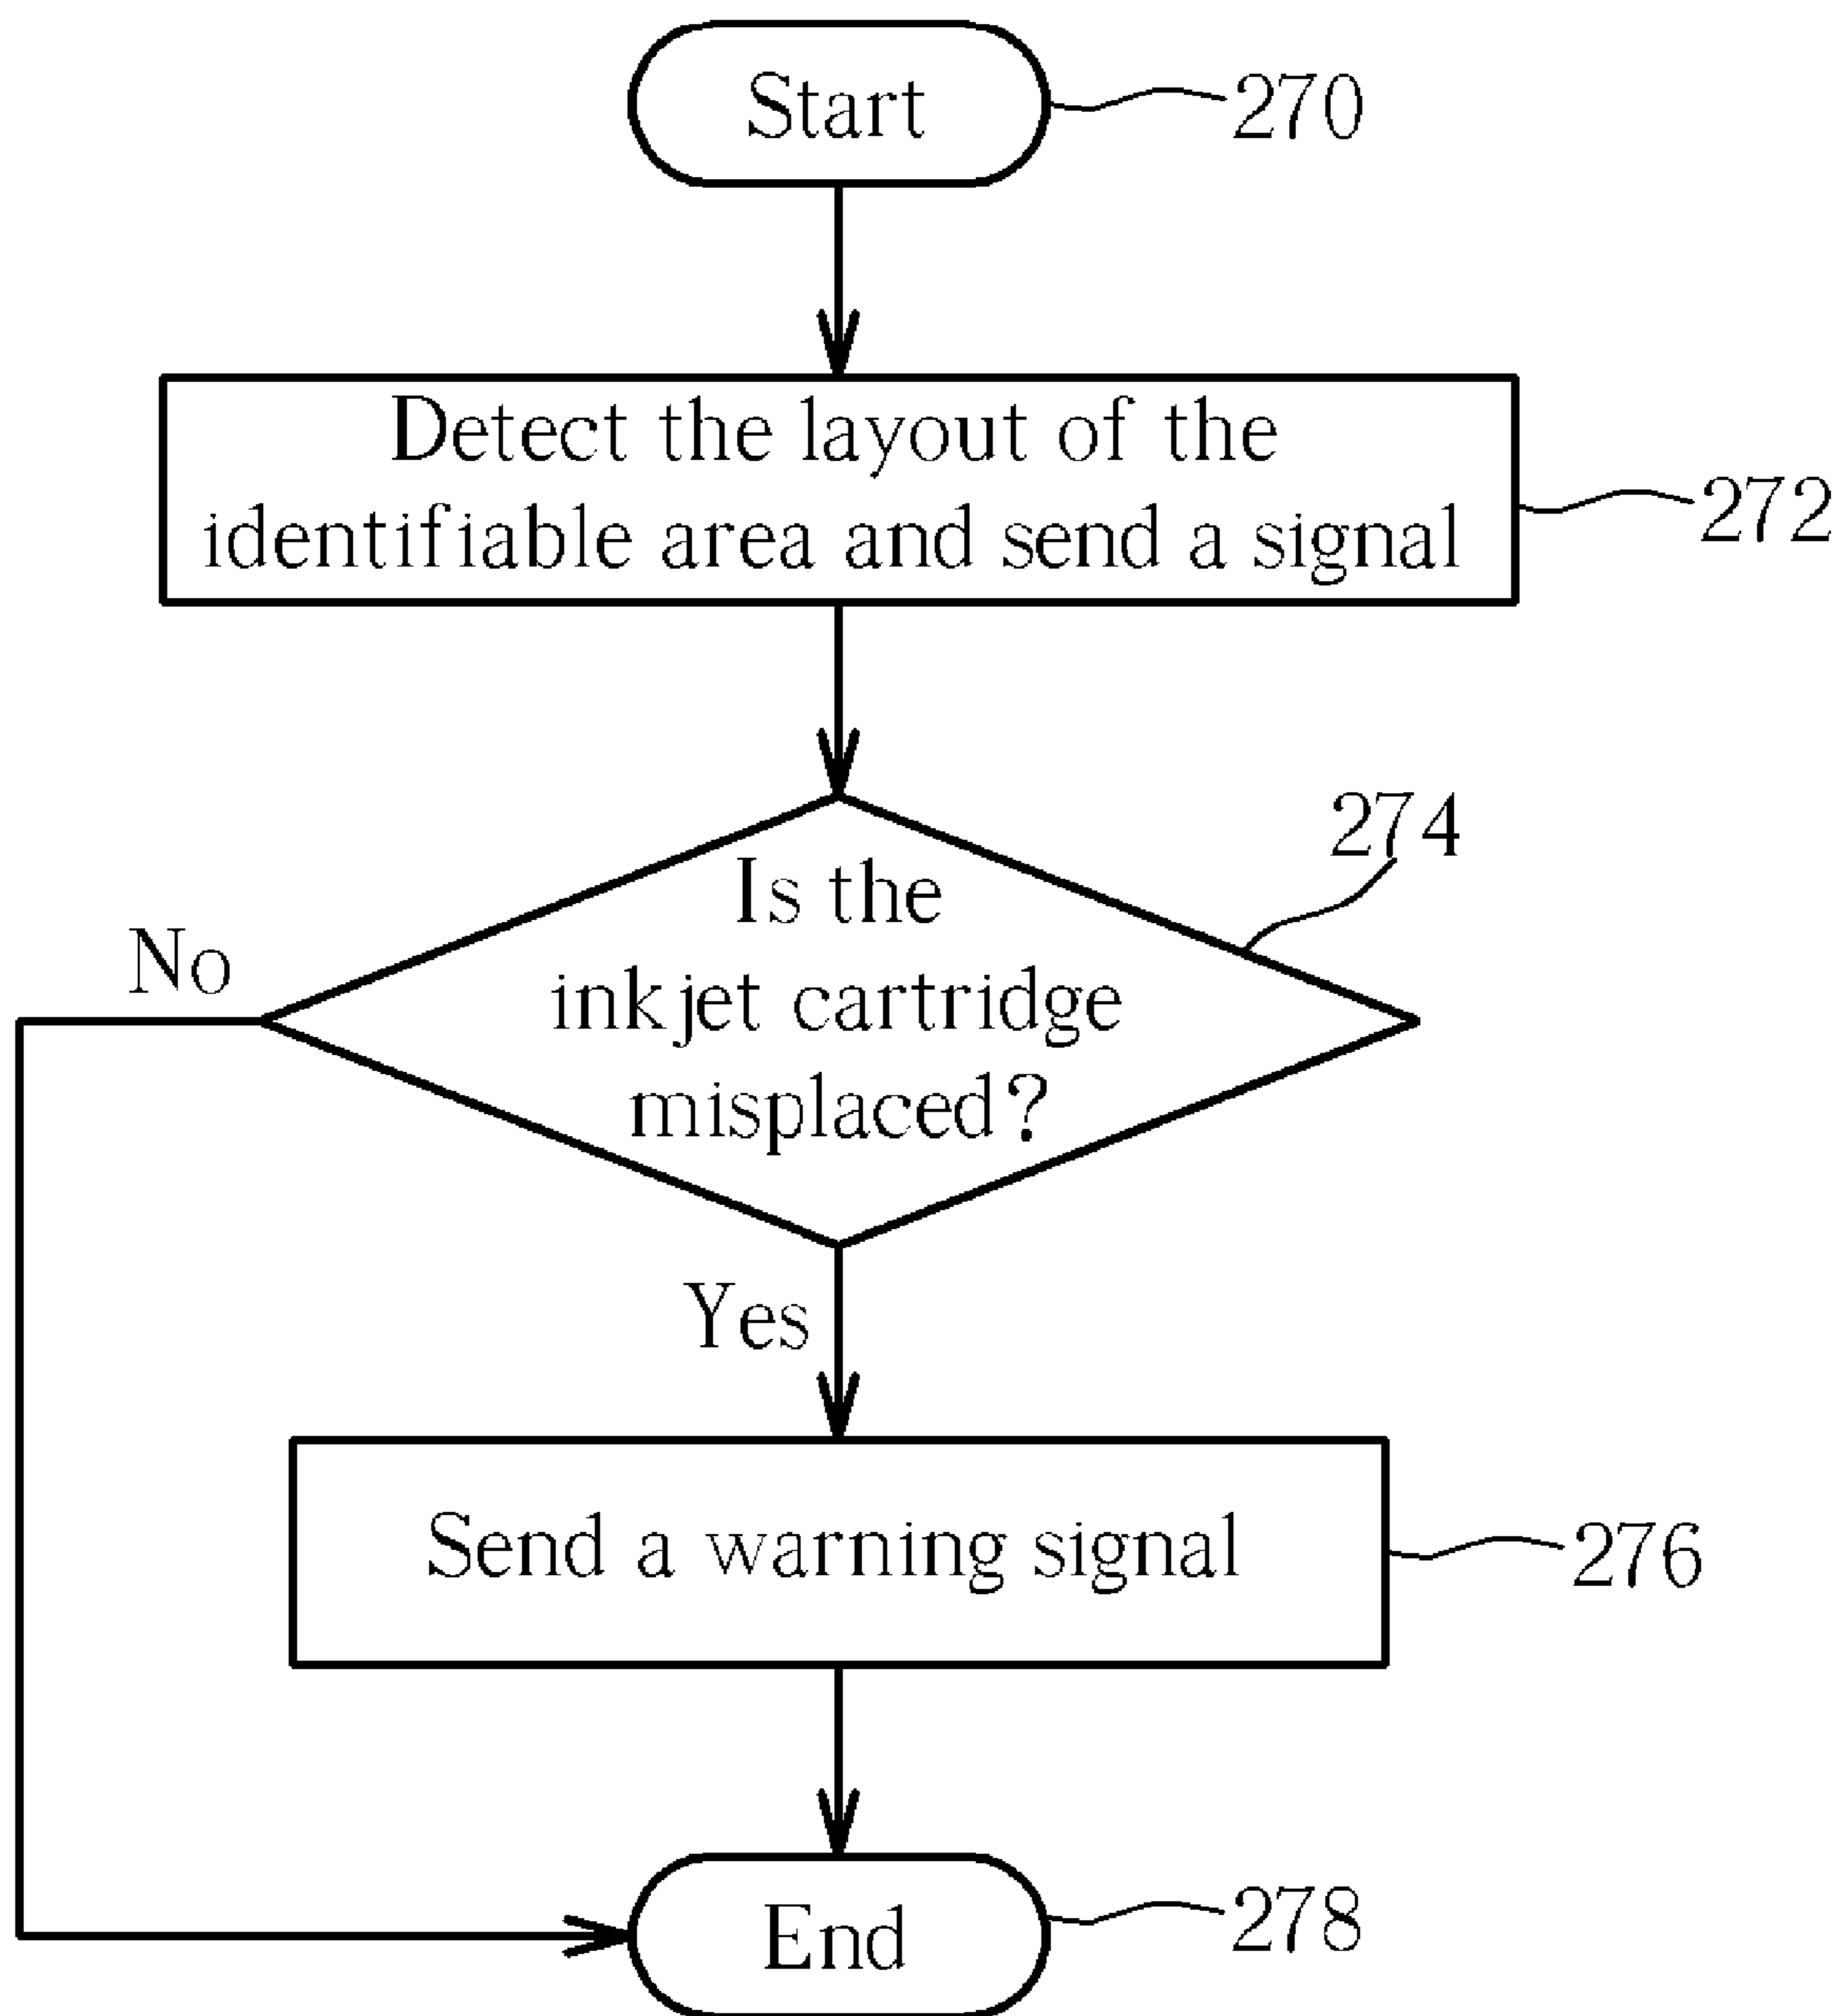 Start
270
Detect the layout of the
identifiable area and send a signal
272
274
Is the
inkjet cartridge
misplaced?
No
Yes
Send a warning signal
276
End
278